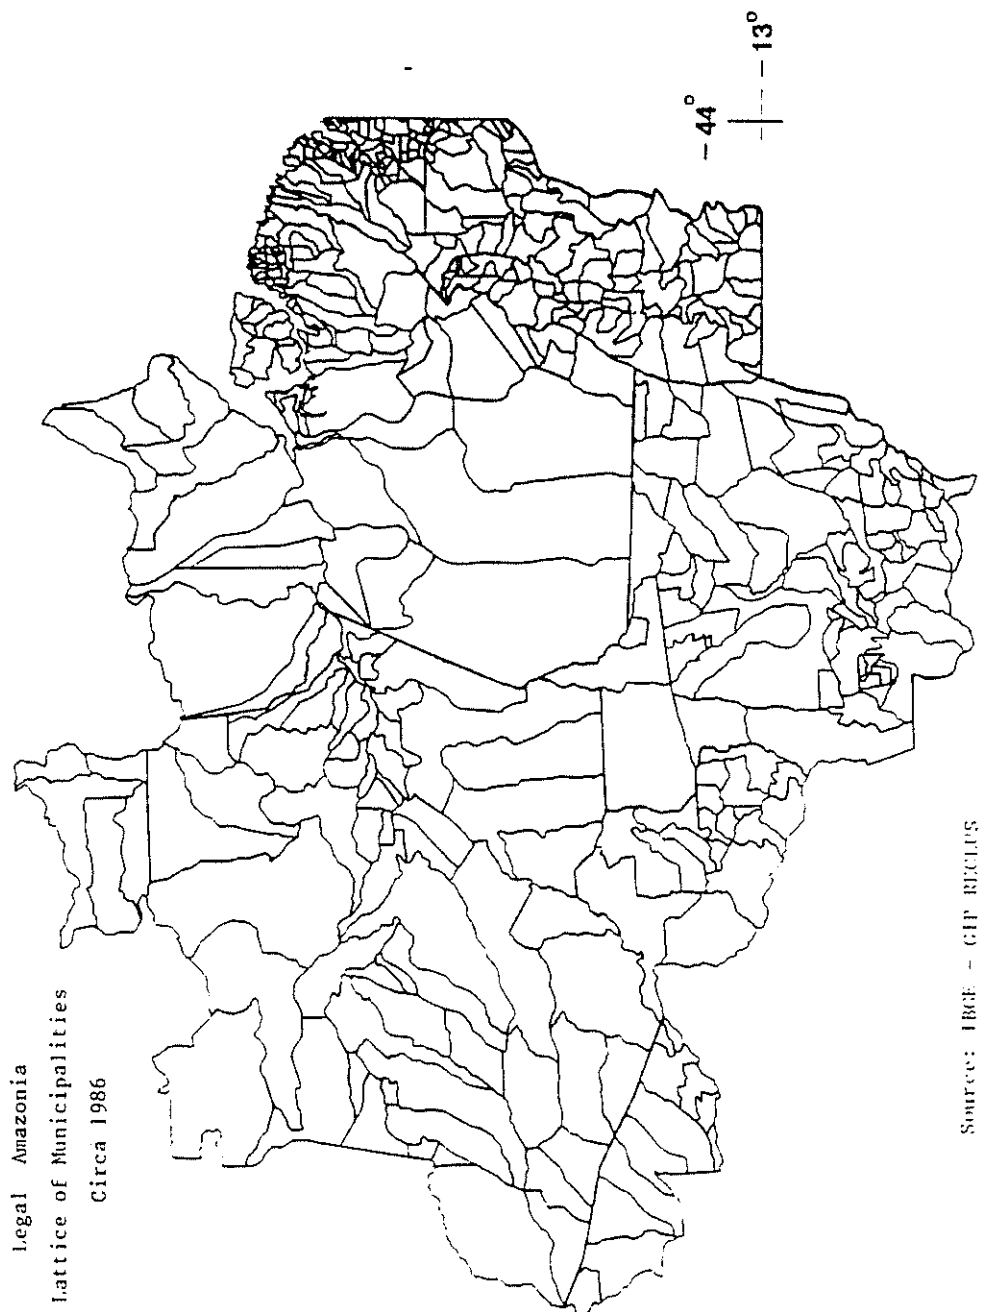 Legal Amazonia
Lattice of Municipalities
Circa 1986
-44°
-13°
Source: IBGE - GIP RECLUS